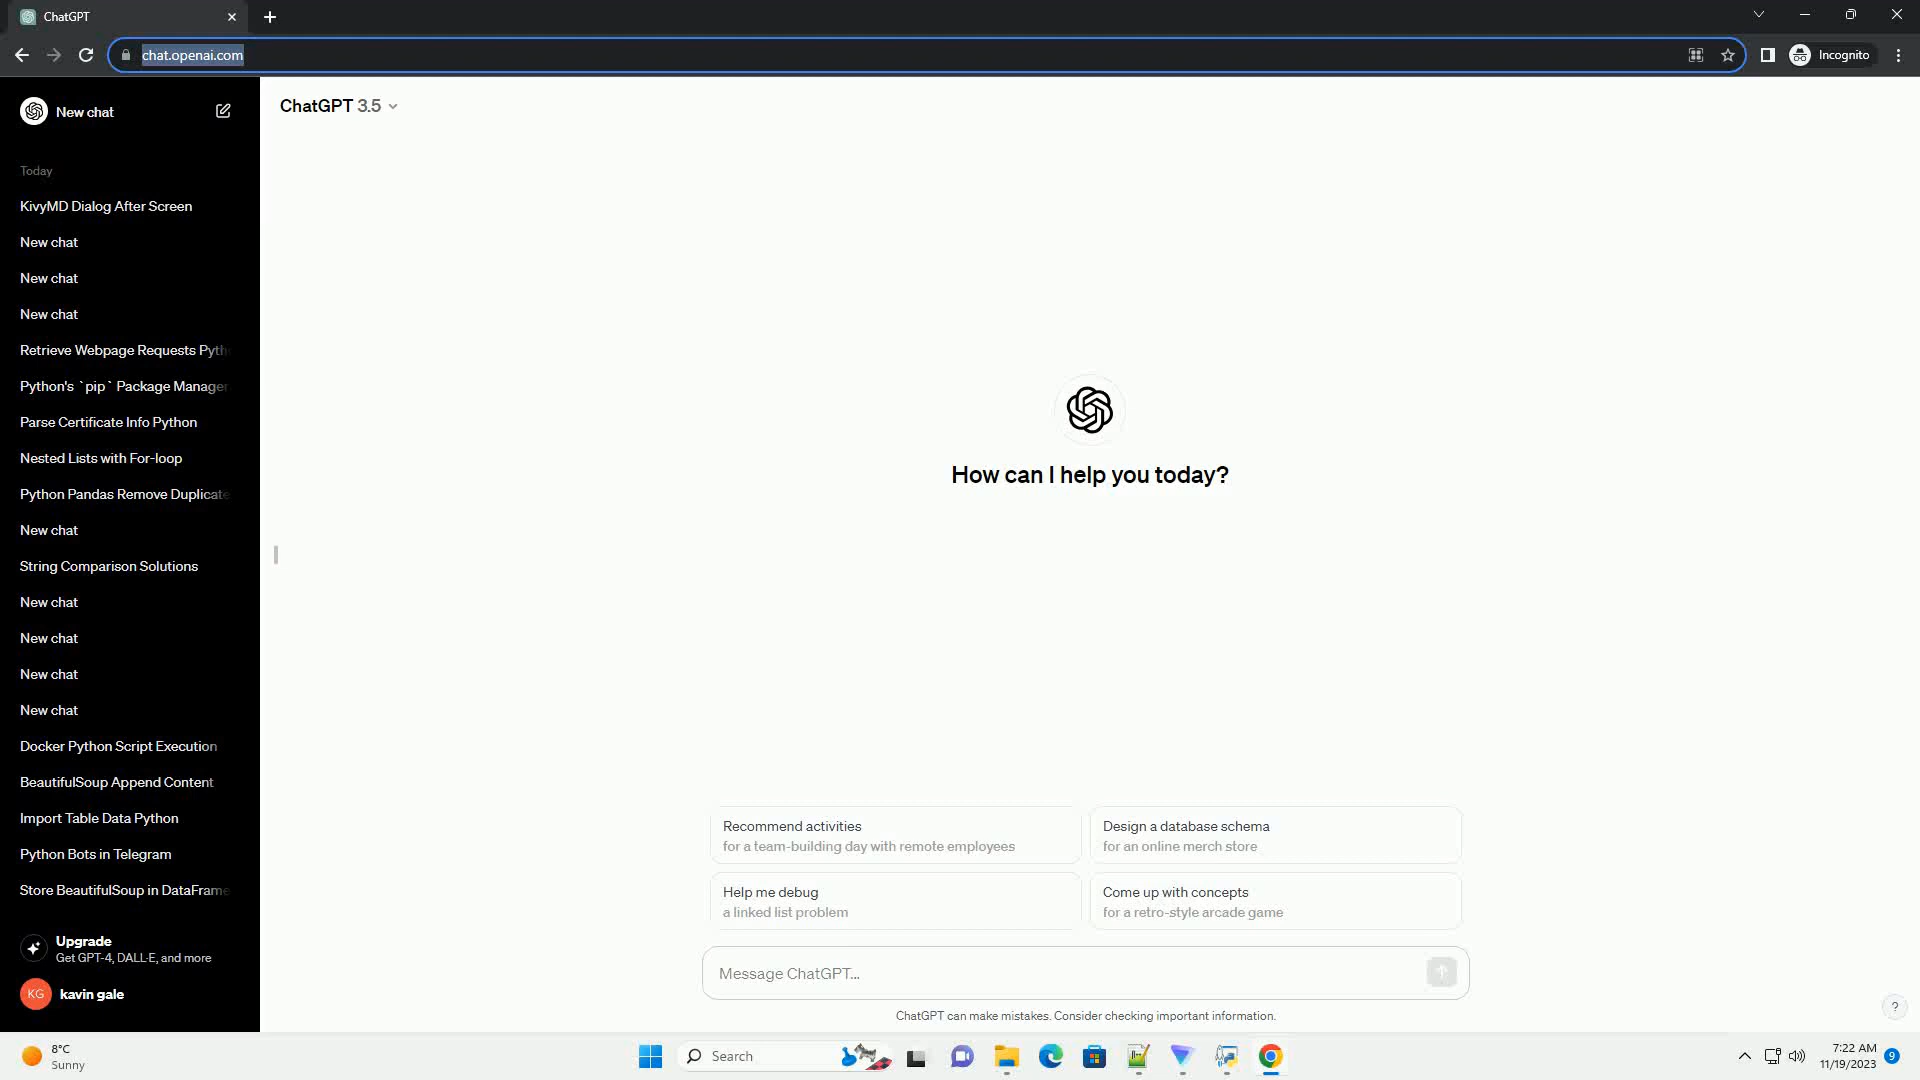 ChatGPT
chat.openai.com
Incognito
New chat
ChatGPT 3.5
Today
KivyMD Dialog After Screen
New chat
New chat
New chat
Retrieve Webpage Requests Pyth
Python's `pip` Package Manager
Parse Certificate Info Python
Nested Lists with For-loop
Python Pandas Remove Duplicate
New chat
String Comparison Solutions
New chat
New chat
New chat
New chat
Docker Python Script Execution
BeautifulSoup Append Content
Import Table Data Python
Python Bots in Telegram
Store BeautifulSoup in DataFrame
Upgrade
Get GPT-4, DALL·E, and more
KG
kavin gale
How can I help you today?
Recommend activities
for a team-building day with remote employees
Design a database schema
for an online merch store
Help me debug
a linked list problem
Come up with concepts
for a retro-style arcade game
Message ChatGPT...
ChatGPT can make mistakes. Consider checking important information.
?
8°C
Sunny
Search
7:22 AM
11/19/2023
9